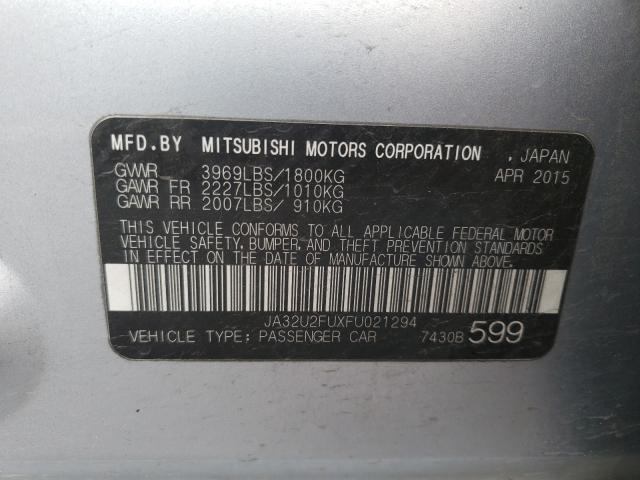 MFD.BY MITSUBISHI MOTORS CORPORATION , JAPAN
GVWR 3969LBS/1800KG APR 2015
GAWR FR 2227LBS/1010KG
GAWR RR 2007LBS/ 910KG
THIS VEHICLE CONFORMS TO ALL APPLICABLE FEDERAL MOTOR
VEHICLE SAFETY, BUMPER, AND THEFT PREVENTION STANDARDS
IN EFFECT ON THE DATE OF MANUFACTURE SHOWN ABOVE.
JA32U2FUXFU021294
VEHICLE TYPE: PASSENGER CAR 7430B 599